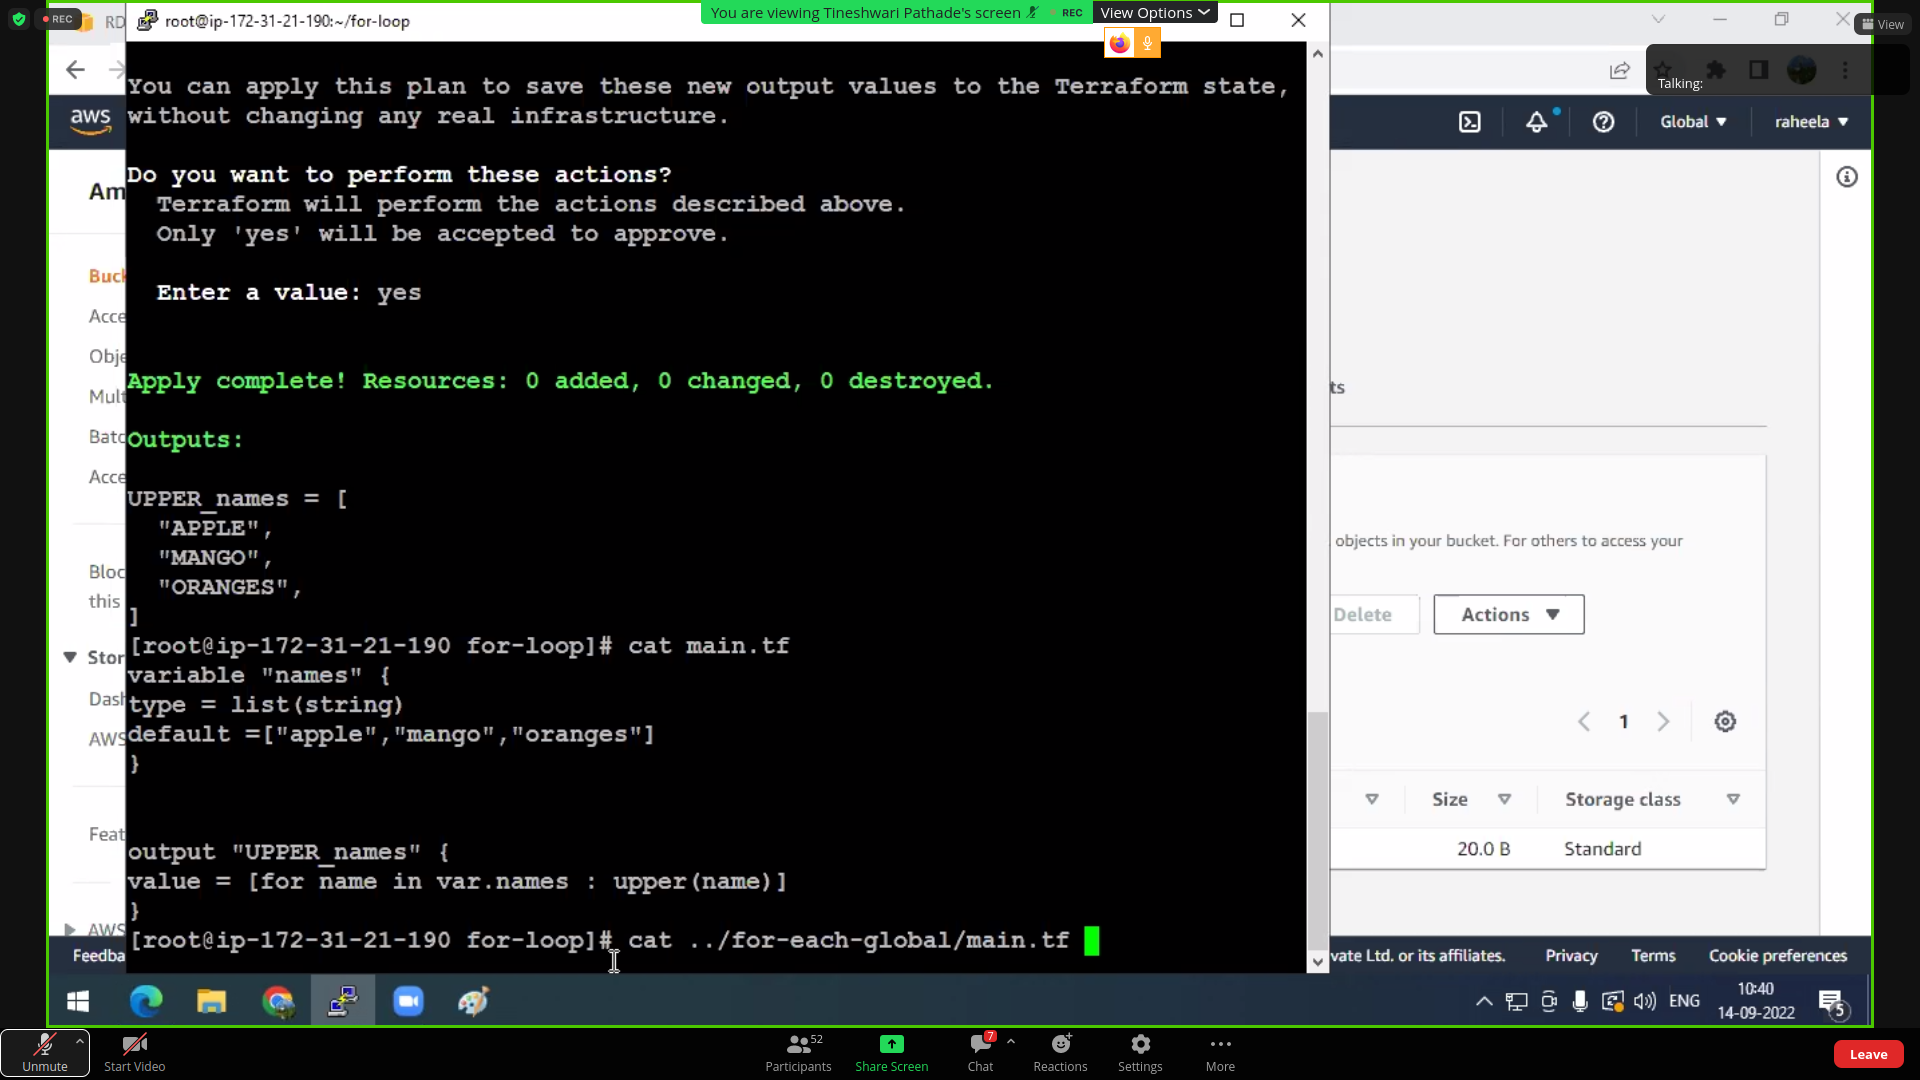 REC
RD
root@ip-172-31-21-190:~/for-loop
You are viewing Tineshwari Pathade's screen
REC
View Options
View
Talking:
aws
Global
raheela
You can apply this plan to save these new output values to the Terraform state,
without changing any real infrastructure.
Do you want to perform these actions?
Terraform will perform the actions described above.
Only 'yes' will be accepted to approve.
Enter a value: yes
Apply complete! Resources: 0 added, 0 changed, 0 destroyed.
Outputs:
UPPER_names = [
"APPLE",
"MANGO",
"ORANGES",
]
[root@ip-172-31-21-190 for-loop]# cat main.tf
variable "names" {
type = list(string)
default =["apple","mango","oranges"]
}
output "UPPER_names" {
value = [for name in var.names : upper(name)]
}
[root@ip-172-31-21-190 for-loop]# cat ../for-each-global/main.tf
Am
Buck
Acce
Obje
Mult
Batc
Acce
Bloc
this
Stor
Dash
AWS
Feat
AWS
Feedba
ts
objects in your bucket. For others to access your
Delete
Actions
1
Size
Storage class
20.0 B
Standard
vate Ltd. or its affiliates.
Privacy
Terms
Cookie preferences
ENG
10:40
14-09-2022
5
Unmute
Start Video
52
Participants
Share Screen
7
Chat
Reactions
Settings
More
Leave